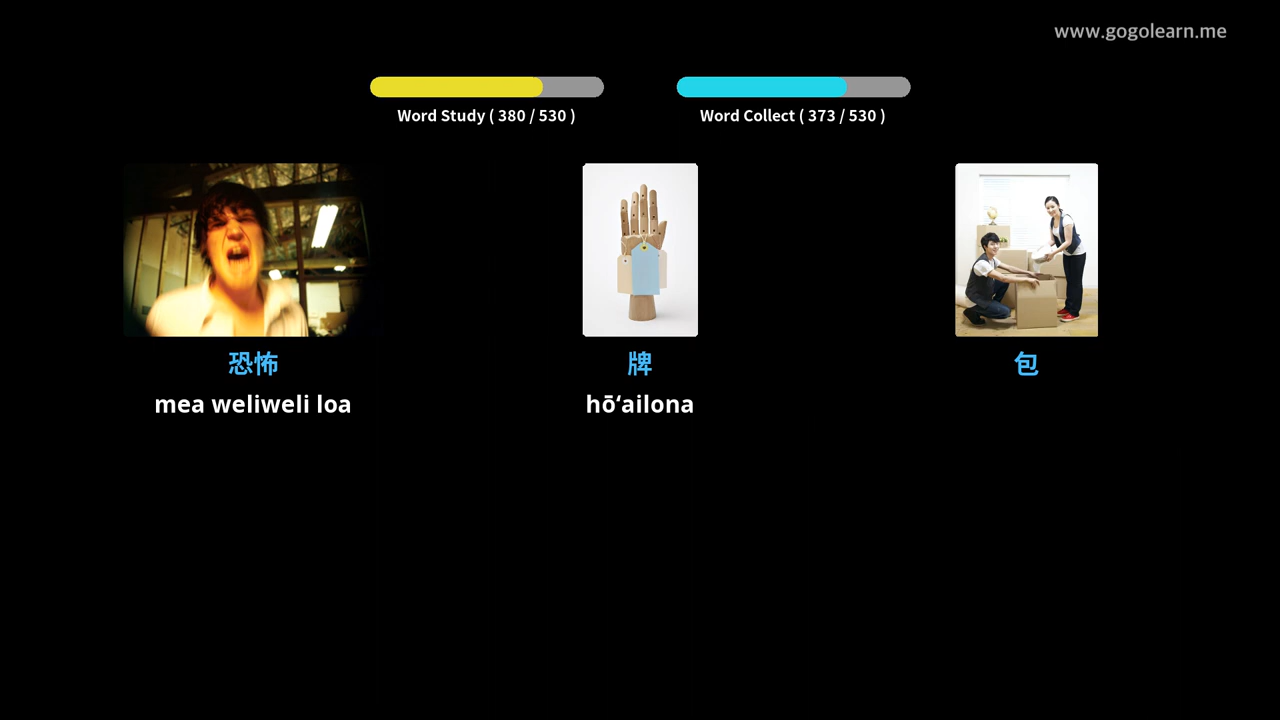 www.gogolearn.me
Word Study ( 380 / 530 )
Word Collect ( 373 / 530 )
恐怖
牌
包
mea weliweli loa
hōʻailona